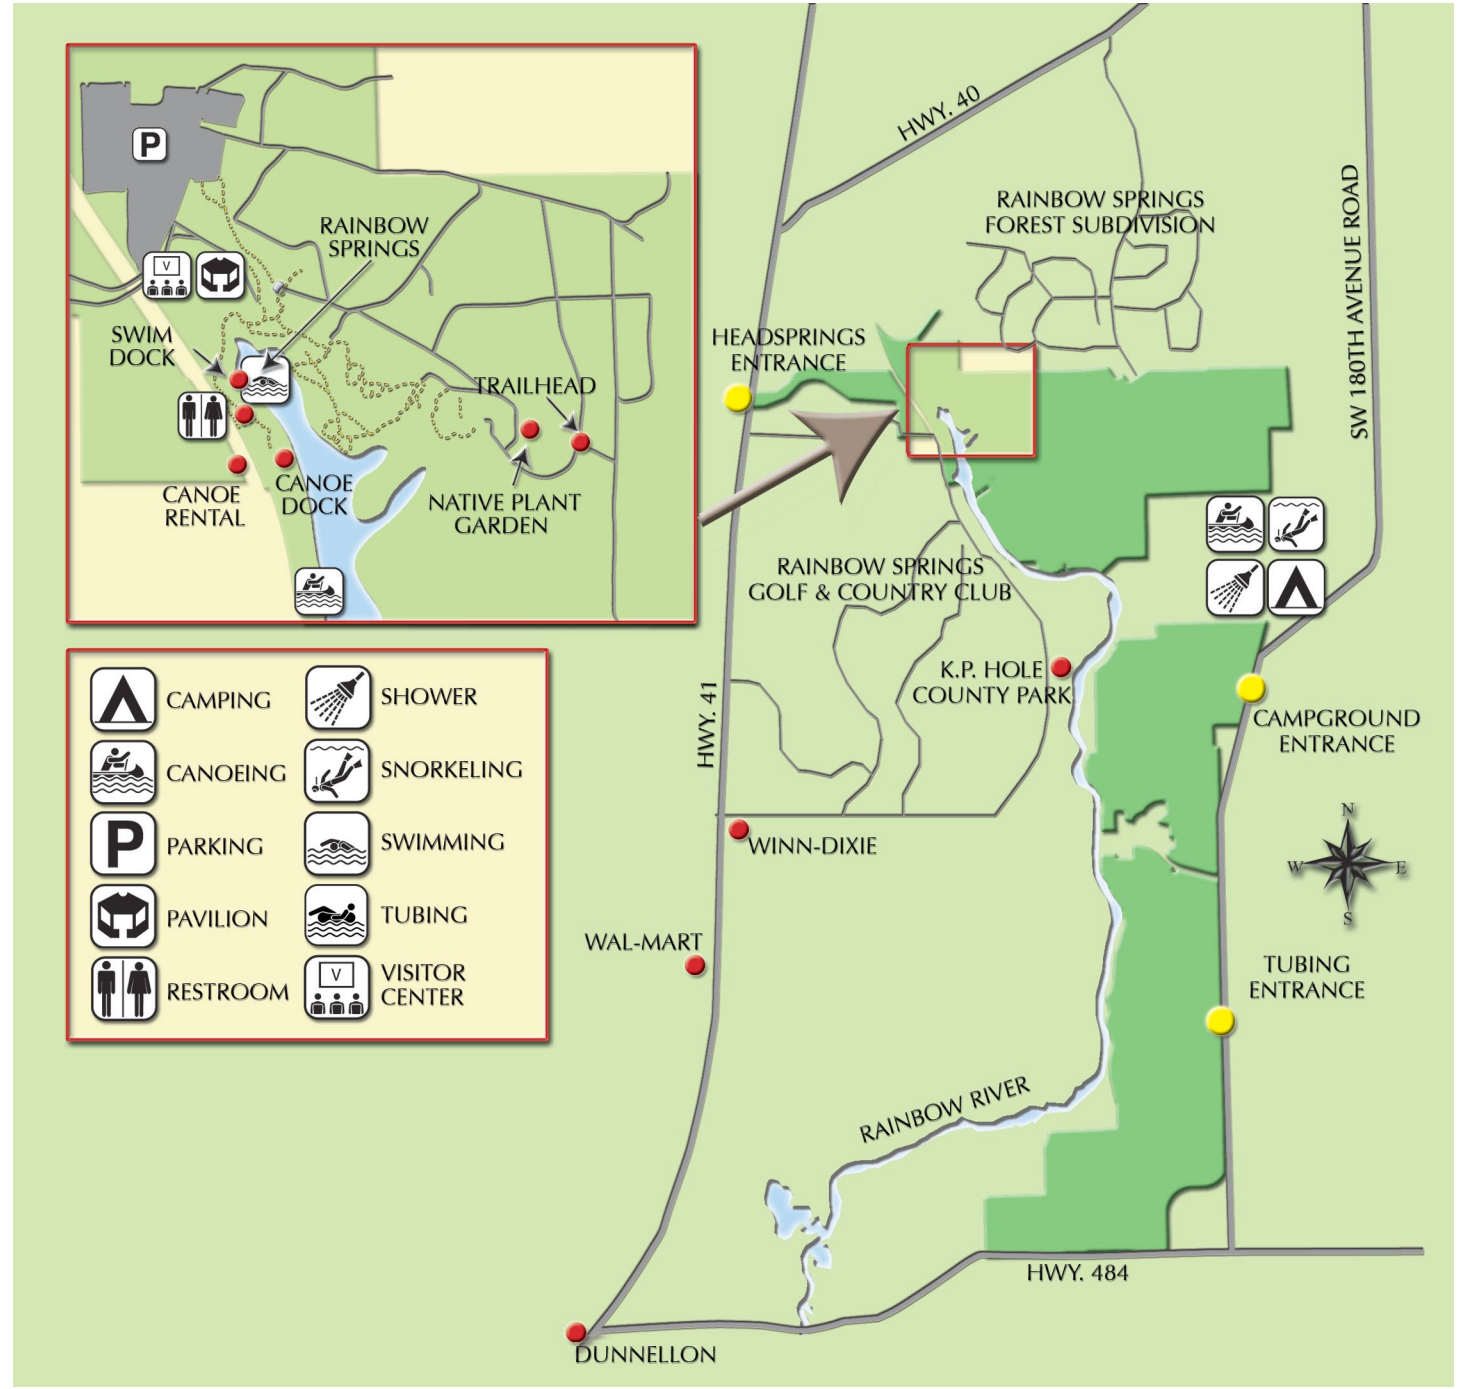 HWY. 40
RAINBOW SPRINGS
FOREST SUBDIVISION
SW 180TH AVENUE ROAD
P
RAINBOW
SPRINGS
V
SWIM
DOCK
TRAILHEAD
CANOE
RENTAL
CANOE
DOCK
NATIVE PLANT
GARDEN
HEADSPRINGS
ENTRANCE
RAINBOW SPRINGS
GOLF & COUNTRY CLUB
K.P. HOLE
COUNTY PARK
HWY. 41
CAMPGROUND
ENTRANCE
CAMPING
SHOWER
CANOEING
SNORKELING
P
PARKING
SWIMMING
PAVILION
TUBING
RESTROOM
V
VISITOR
CENTER
WINN-DIXIE
N
W
E
S
WAL-MART
TUBING
ENTRANCE
RAINBOW RIVER
HWY. 484
DUNNELLON